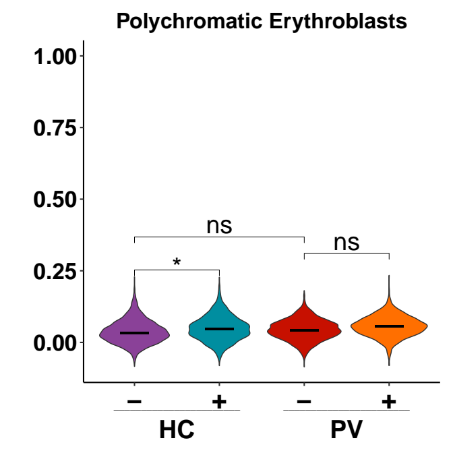 Polychromatic Erythroblasts
1.00
0.75
0.50
0.25
0.00
ns
ns
*
− + − +
HC PV